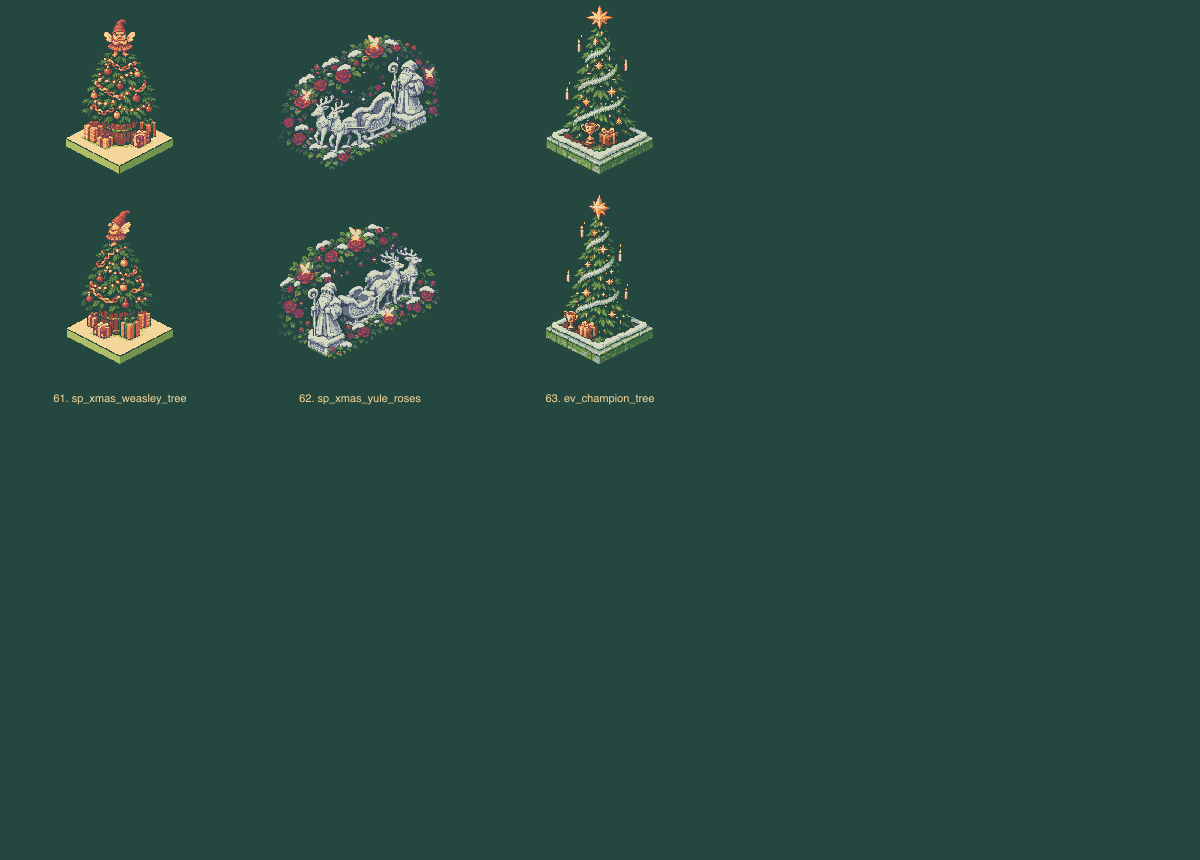 61. sp_xmas_weasley_tree
62. sp_xmas_yule_roses
63. ev_champion_tree